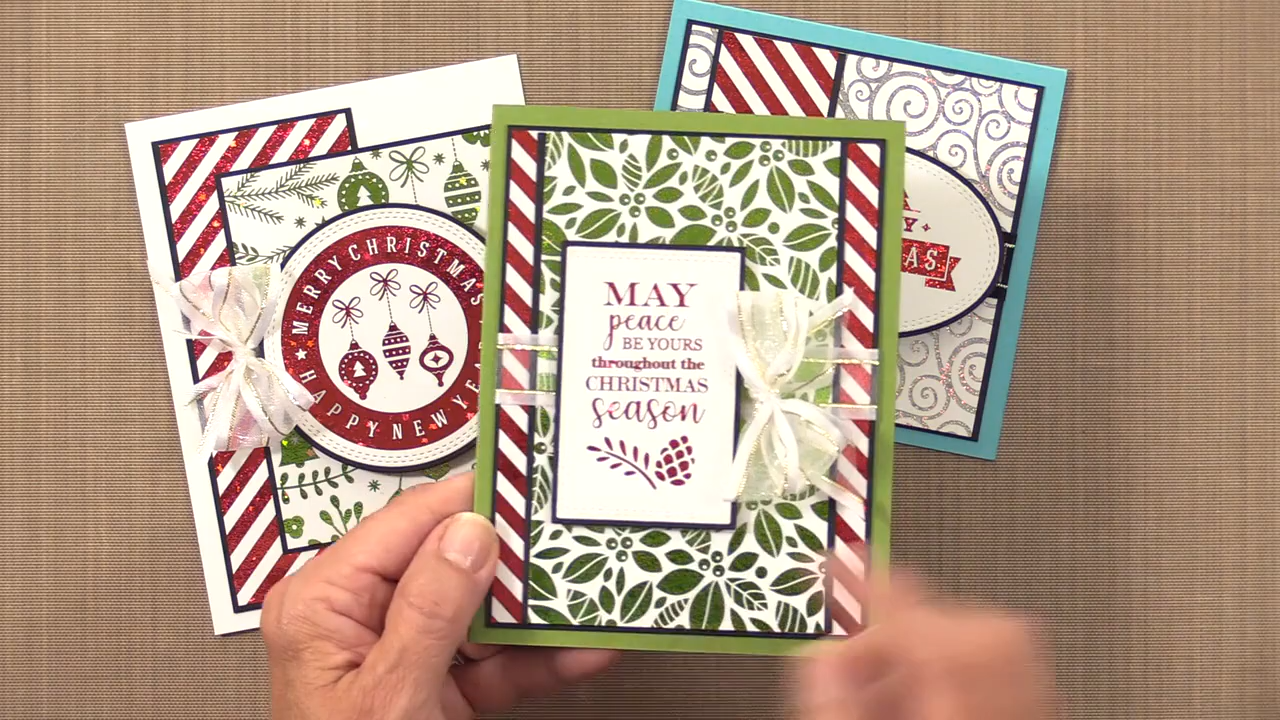 MERRY CHRISTMAS
HAPPY NEW YEAR
MAY
peace
BE YOURS
throughout the
CHRISTMAS
season